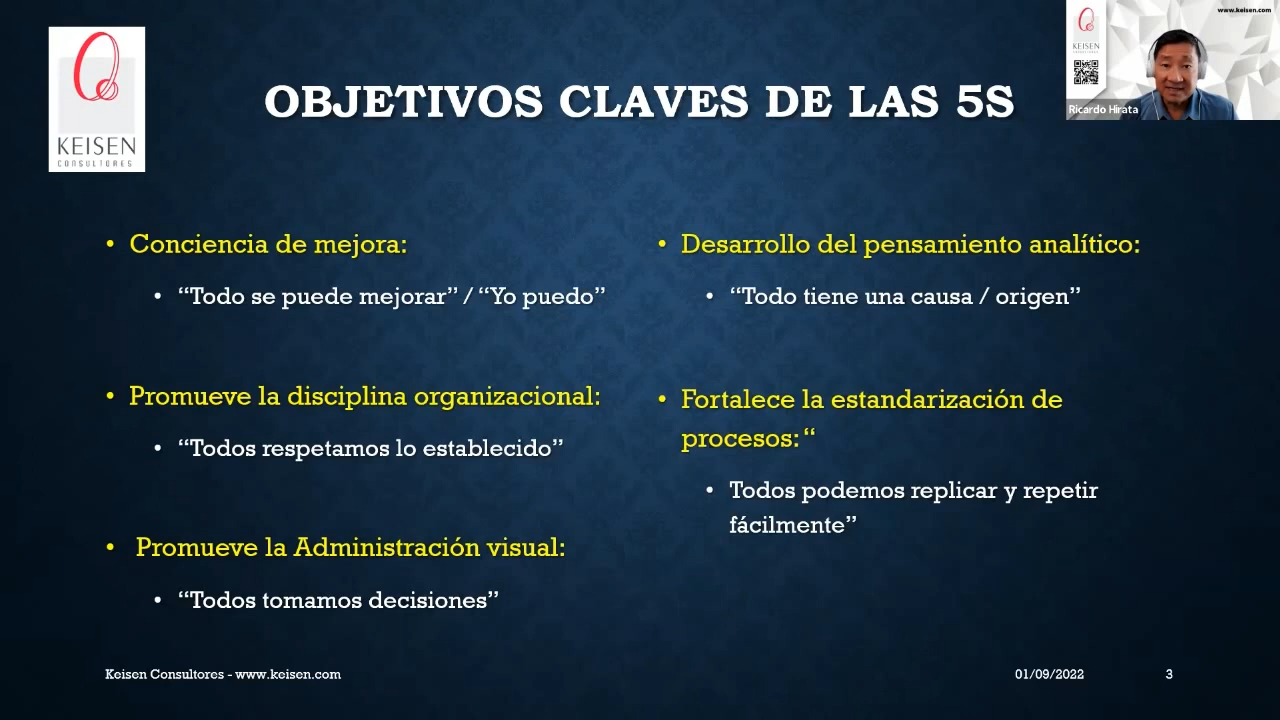 KEISEN
CONSULTORES
OBJETIVOS CLAVES DE LAS 5S
www.keisen.com
KEISEN
Ricardo Hirata
• Conciencia de mejora:
• “Todo se puede mejorar” / “Yo puedo”
• Promueve la disciplina organizacional:
• “Todos respetamos lo establecido”
• Promueve la Administración visual:
• “Todos tomamos decisiones”
• Desarrollo del pensamiento analítico:
• “Todo tiene una causa / origen”
• Fortalece la estandarización de
procesos: “
• Todos podemos replicar y repetir
fácilmente”
Keisen Consultores - www.keisen.com
01/09/2022
3